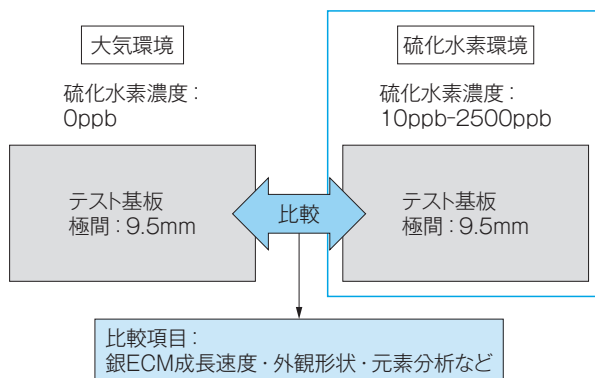 大気環境
硫化水素濃度：
0ppb
テスト基板
極間：9.5mm
比較
硫化水素環境
硫化水素濃度：
10ppb-2500ppb
テスト基板
極間：9.5mm
比較項目：
銀ECM成長速度・外観形状・元素分析など